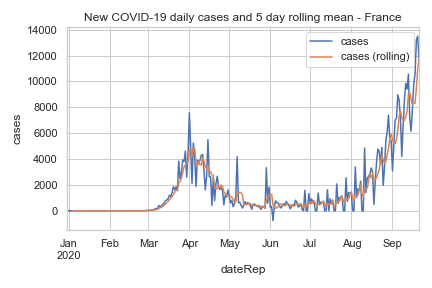 New COVID-19 daily cases and 5 day rolling mean - France
cases
cases (rolling)
14000
12000
10000
8000
6000
4000
2000
0
cases
Jan Feb Mar Apr May Jun Jul Aug Sep
2020
dateRep